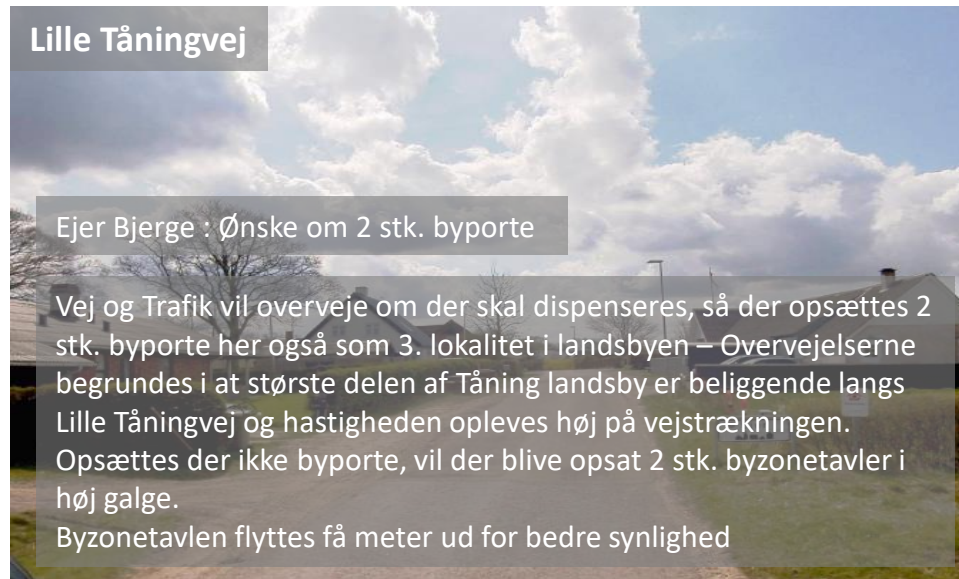 Lille Tåningvej
Ejer Bjerge : Ønske om 2 stk. byporte
Vej og Trafik vil overveje om der skal dispenseres, så der opsættes 2
stk. byporte her også som 3. lokalitet i landsbyen – Overvejelserne
begrundes i at største delen af Tåning landsby er beliggende langs
Lille Tåningvej og hastigheden opleves høj på vejstrækningen.
Opsættes der ikke byporte, vil der blive opsat 2 stk. byzonetavler i
høj galge.
Byzonetavlen flyttes få meter ud for bedre synlighed